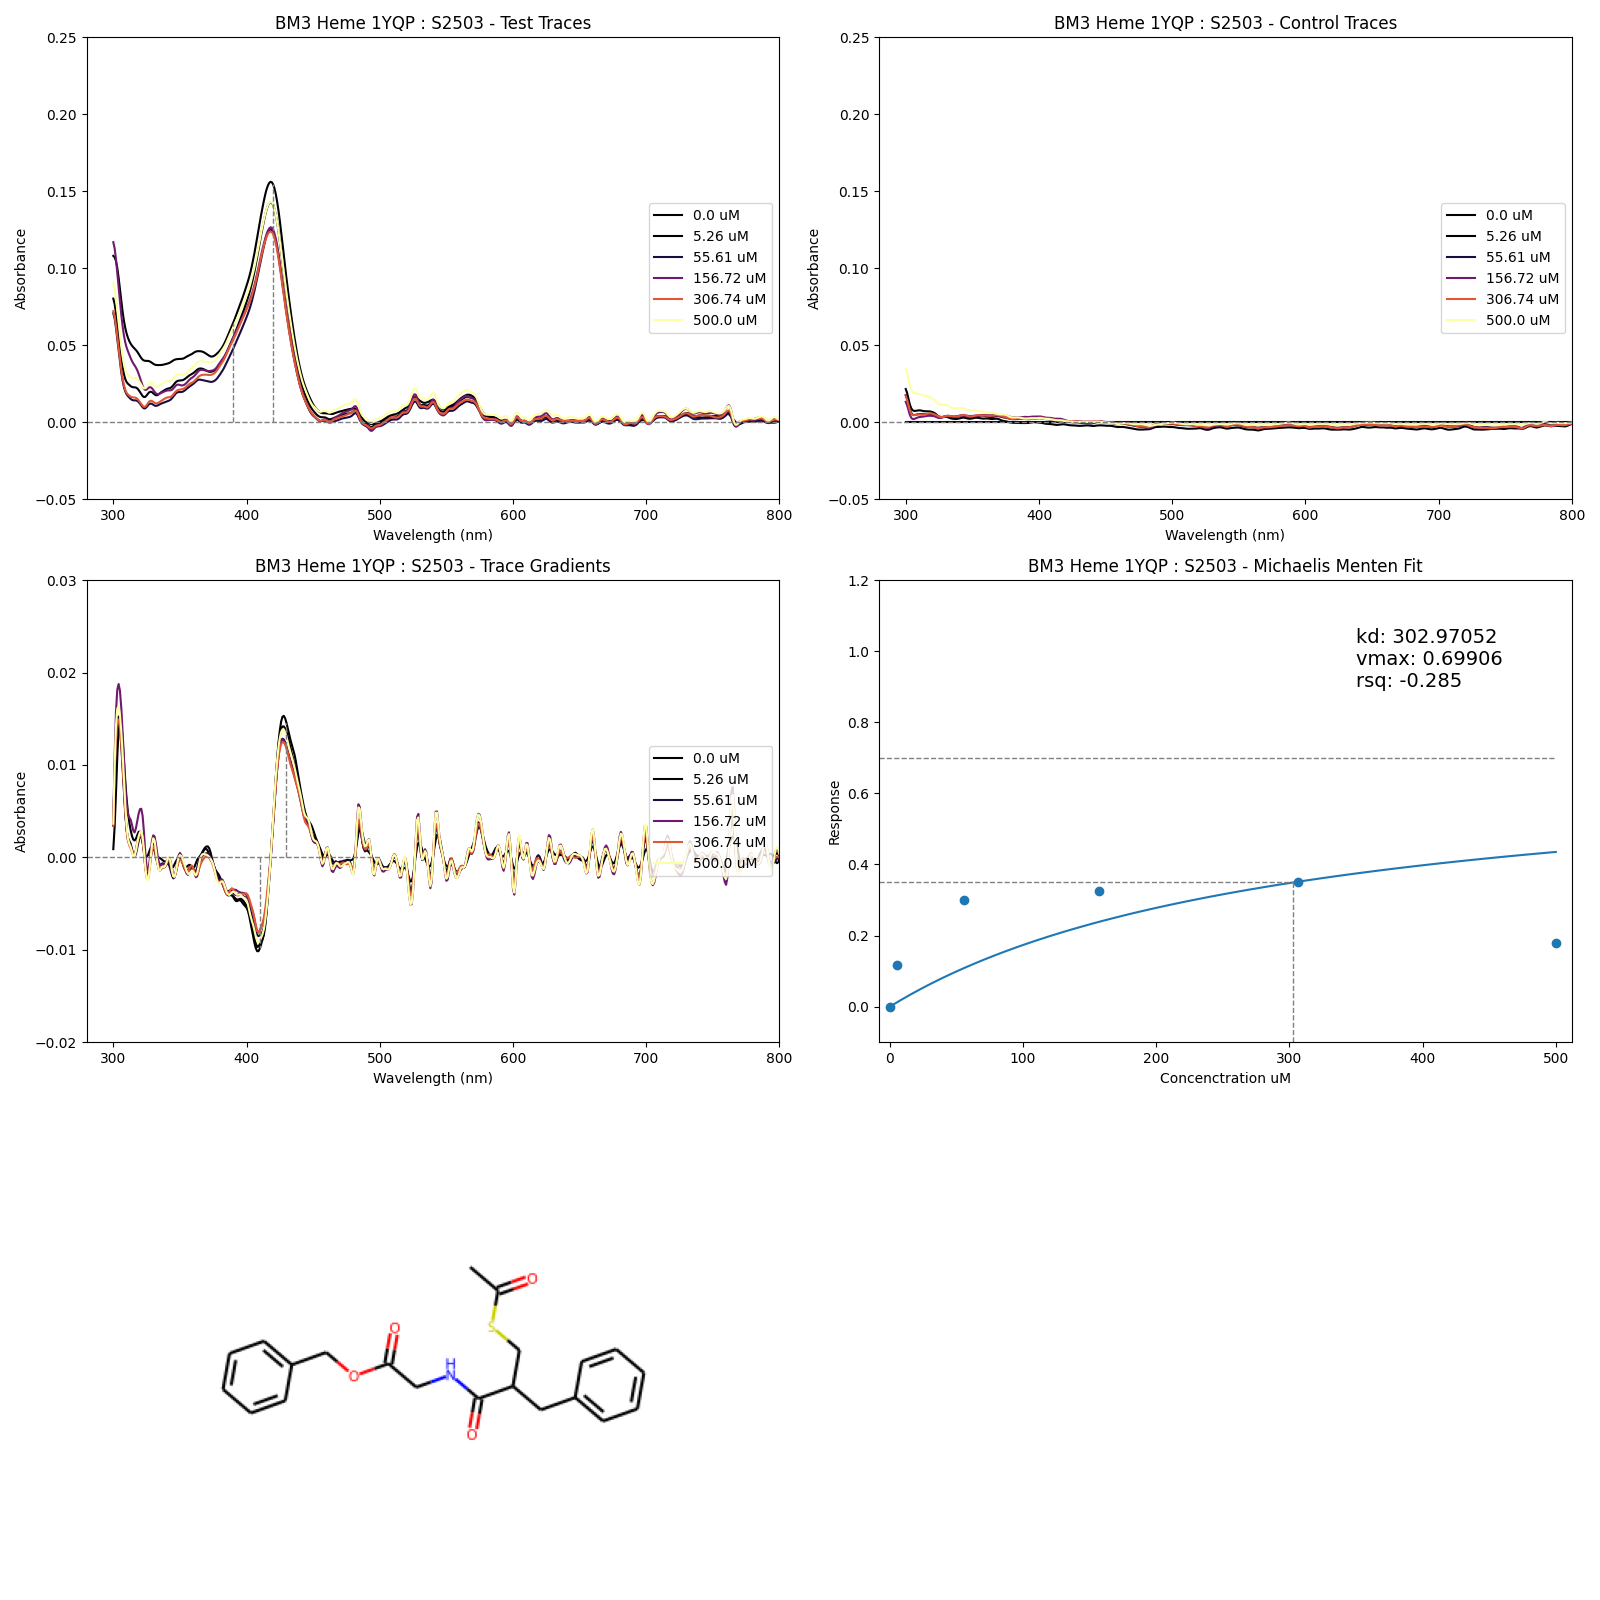 BM3 Heme 1YQP : S2503 - Test Traces
0.25
0.20
0.15
0.10
0.05
0.00
−0.05
Absorbance
300 400 500 600 700 800
Wavelength (nm)
0.0 uM
5.26 uM
55.61 uM
156.72 uM
306.74 uM
500.0 uM
BM3 Heme 1YQP : S2503 - Control Traces
0.25
0.20
0.15
0.10
0.05
0.00
−0.05
Absorbance
300 400 500 600 700 800
Wavelength (nm)
0.0 uM
5.26 uM
55.61 uM
156.72 uM
306.74 uM
500.0 uM
BM3 Heme 1YQP : S2503 - Trace Gradients
0.03
0.02
0.01
0.00
−0.01
−0.02
Absorbance
300 400 500 600 700 800
Wavelength (nm)
0.0 uM
5.26 uM
55.61 uM
156.72 uM
306.74 uM
500.0 uM
BM3 Heme 1YQP : S2503 - Michaelis Menten Fit
1.2
1.0
0.8
0.6
0.4
0.2
0.0
Response
kd: 302.97052
vmax: 0.69906
rsq: -0.285
0 100 200 300 400 500
Concenctration uM
O
S
O
H
N
O
O